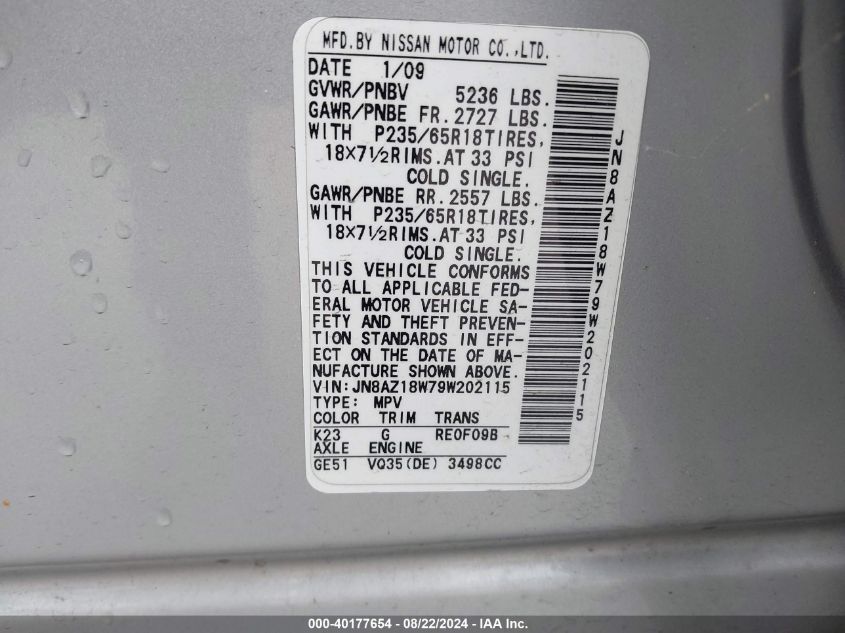 MFD.BY NISSAN MOTOR CO.,LTD.
DATE 1/09
GVWR/PNBV 5236 LBS.
GAWR/PNBE FR. 2727 LBS.
WITH P235/65R18TIRES,
18X7½RIMS.AT 33 PSI
COLD SINGLE.
GAWR/PNBE RR. 2557 LBS.
WITH P235/65R18TIRES,
18X7½RIMS.AT 33 PSI
COLD SINGLE.
THIS VEHICLE CONFORMS
TO ALL APPLICABLE FED-
ERAL MOTOR VEHICLE SA-
FETY AND THEFT PREVEN-
TION STANDARDS IN EFF-
ECT ON THE DATE OF MA-
NUFACTURE SHOWN ABOVE.
VIN:JN8AZ18W79W202115
TYPE: MPV
COLOR TRIM TRANS
K23 G RE0F09B
AXLE ENGINE
GE51 VQ35(DE) 3498CC
JN8AZ18W79W202115
000-40177654 - 08/22/2024 - IAA Inc.